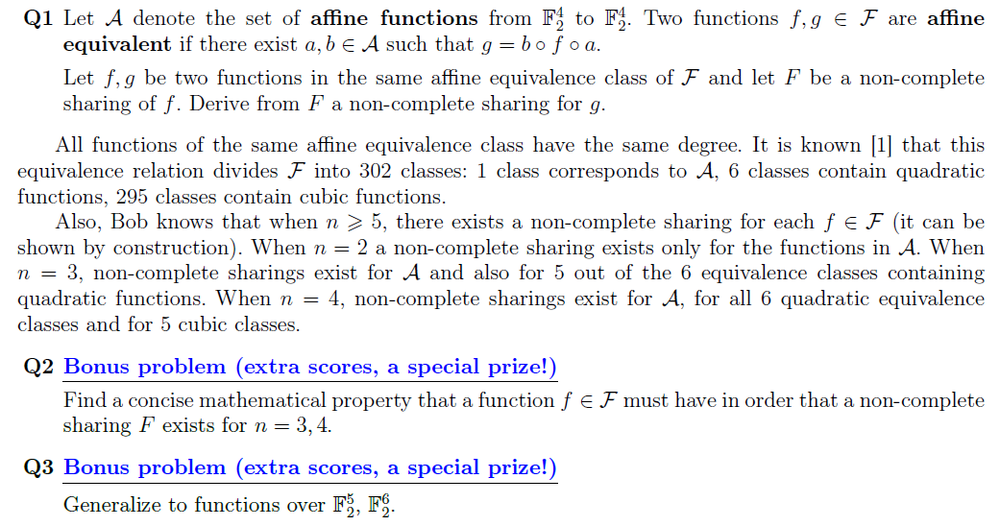 Q1 Let 𝒜 denote the set of affine functions from 𝔽₂⁴ to 𝔽₂⁴. Two functions f, g ∈ ℱ are affine
equivalent if there exist a, b ∈ 𝒜 such that g = b ∘ f ∘ a.
Let f, g be two functions in the same affine equivalence class of ℱ and let F be a non-complete
sharing of f. Derive from F a non-complete sharing for g.
All functions of the same affine equivalence class have the same degree. It is known [1] that this
equivalence relation divides ℱ into 302 classes: 1 class corresponds to 𝒜, 6 classes contain quadratic
functions, 295 classes contain cubic functions.
Also, Bob knows that when n ⩾ 5, there exists a non-complete sharing for each f ∈ ℱ (it can be
shown by construction). When n = 2 a non-complete sharing exists only for the functions in 𝒜. When
n = 3, non-complete sharings exist for 𝒜 and also for 5 out of the 6 equivalence classes containing
quadratic functions. When n = 4, non-complete sharings exist for 𝒜, for all 6 quadratic equivalence
classes and for 5 cubic classes.
Q2 Bonus problem (extra scores, a special prize!)
Find a concise mathematical property that a function f ∈ ℱ must have in order that a non-complete
sharing F exists for n = 3, 4.
Q3 Bonus problem (extra scores, a special prize!)
Generalize to functions over 𝔽₂⁵, 𝔽₂⁶.